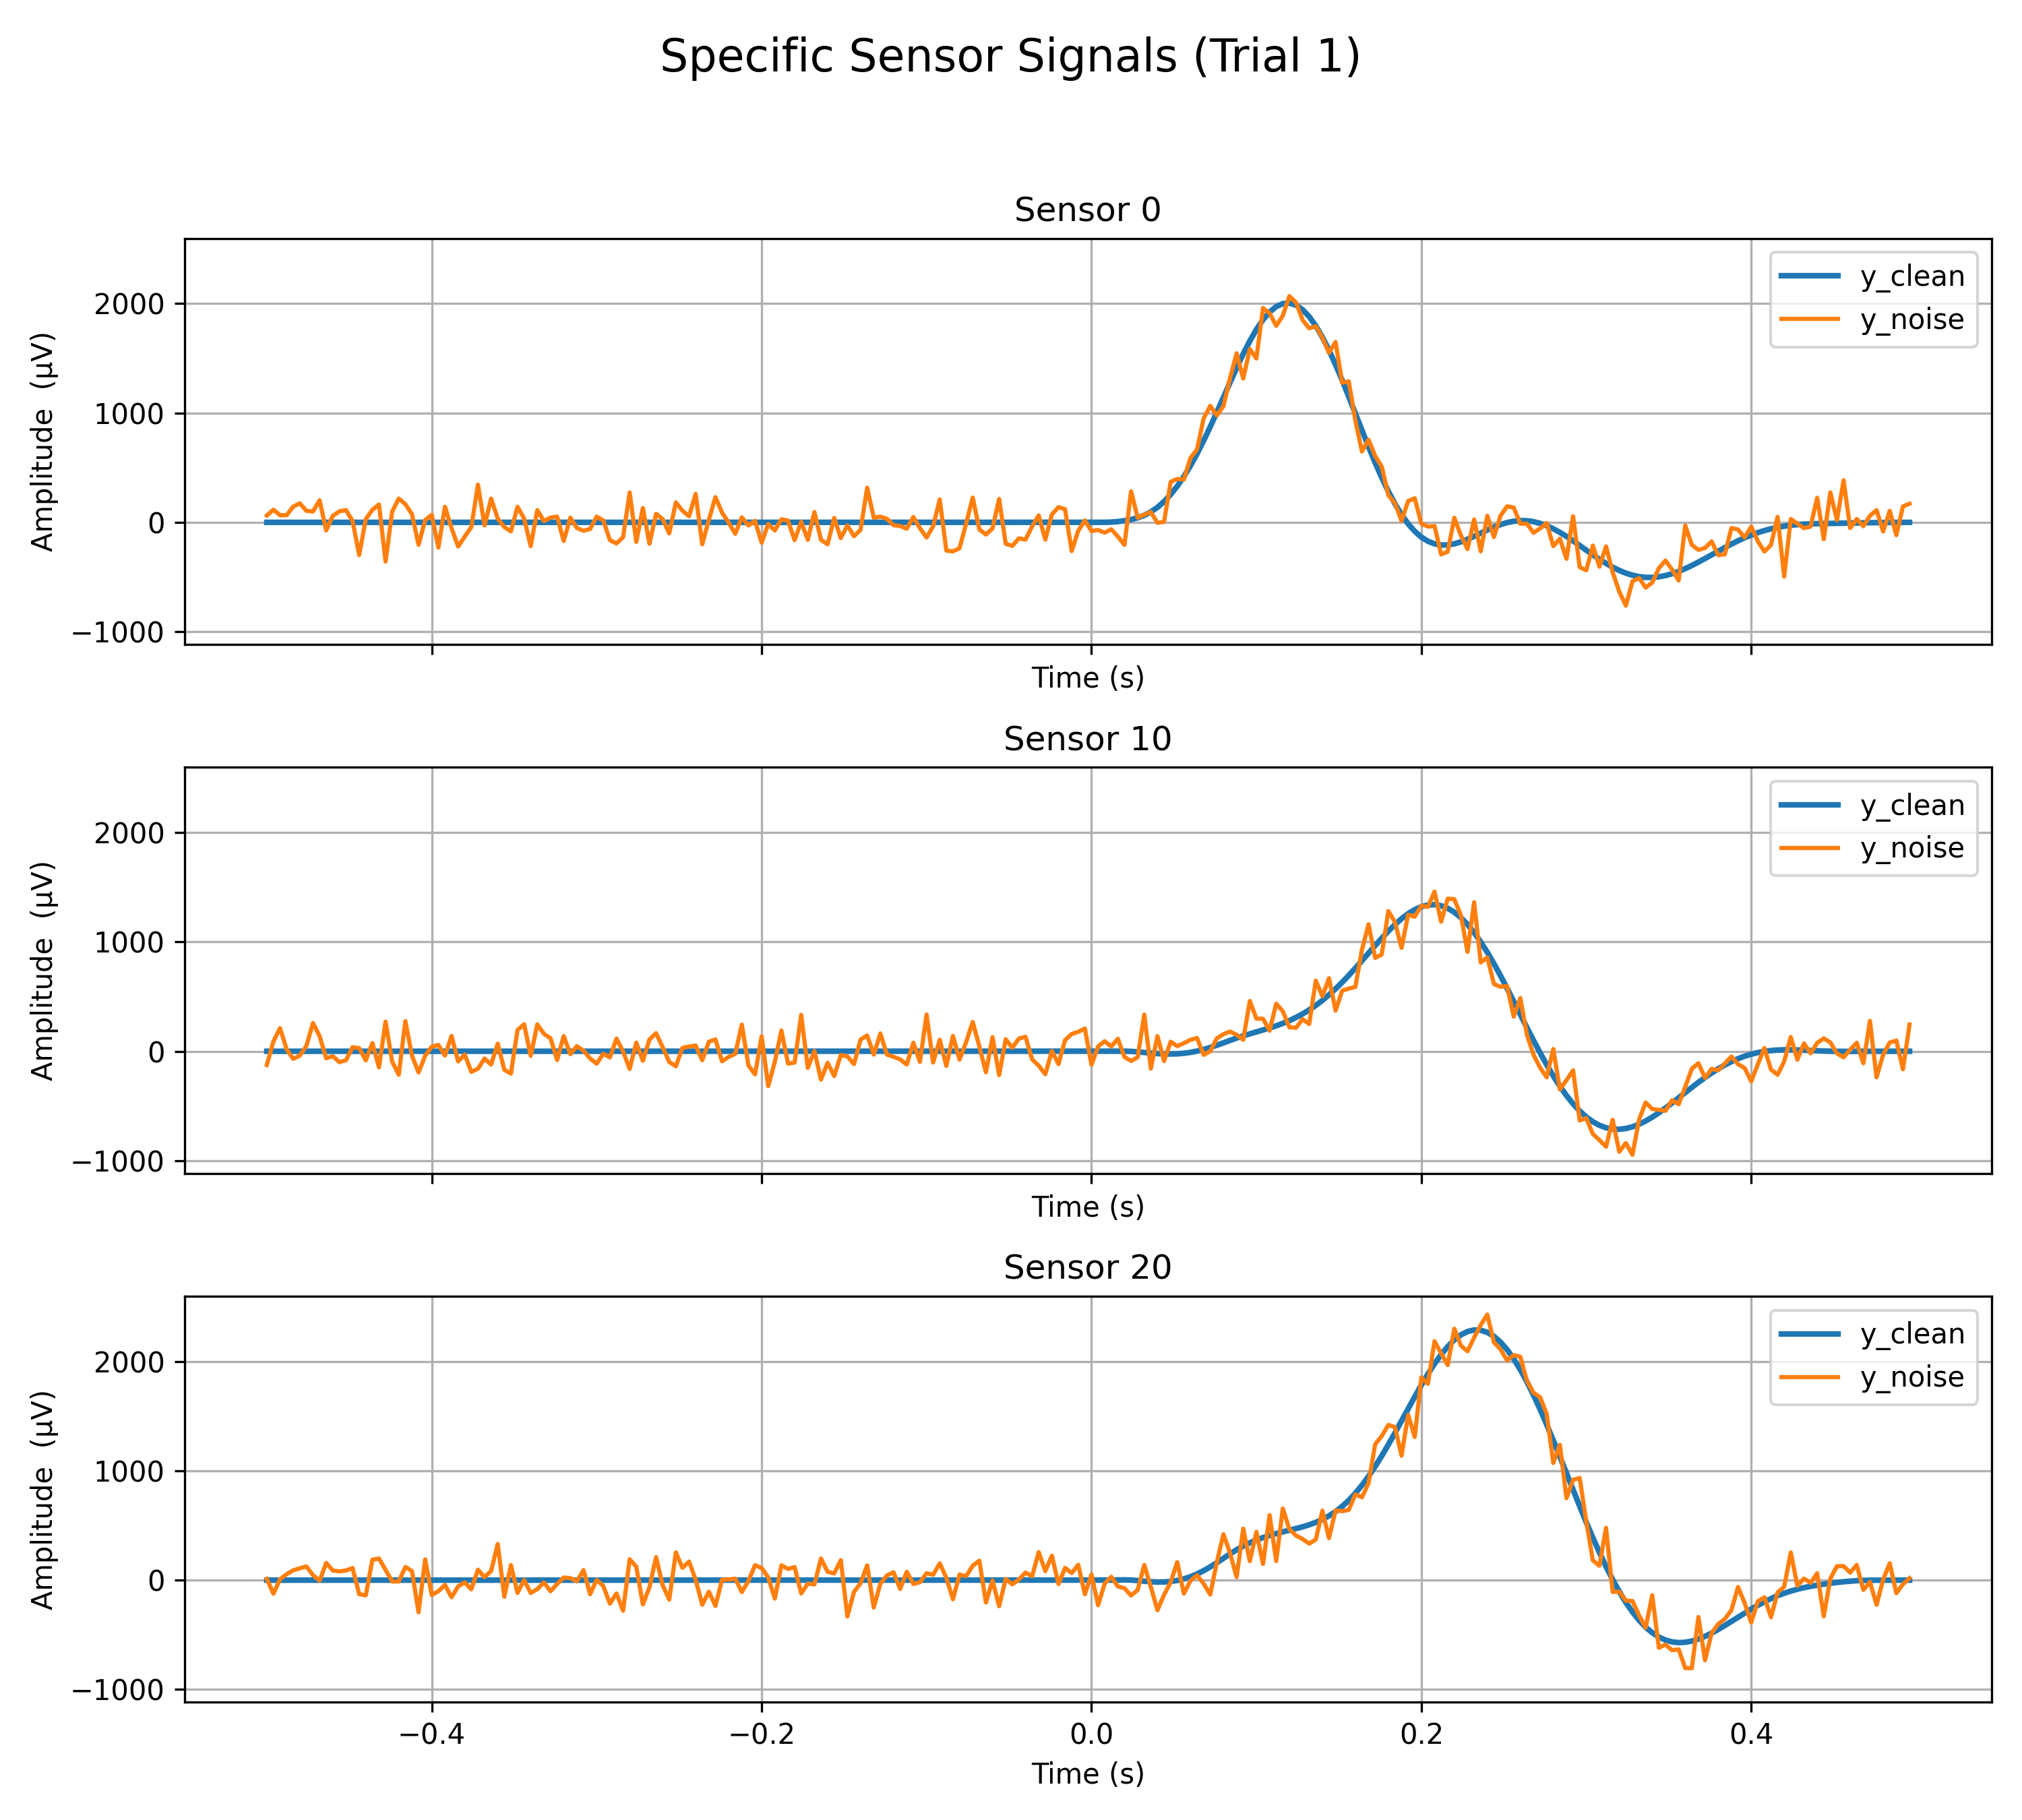 Specific Sensor Signals (Trial 1)
Sensor 0
y_clean
y_noise
2000
1000
0
−1000
Amplitude (µV)
Time (s)
Sensor 10
y_clean
y_noise
2000
1000
0
−1000
Amplitude (µV)
Time (s)
Sensor 20
y_clean
y_noise
2000
1000
0
−1000
Amplitude (µV)
−0.4 −0.2 0.0 0.2 0.4
Time (s)